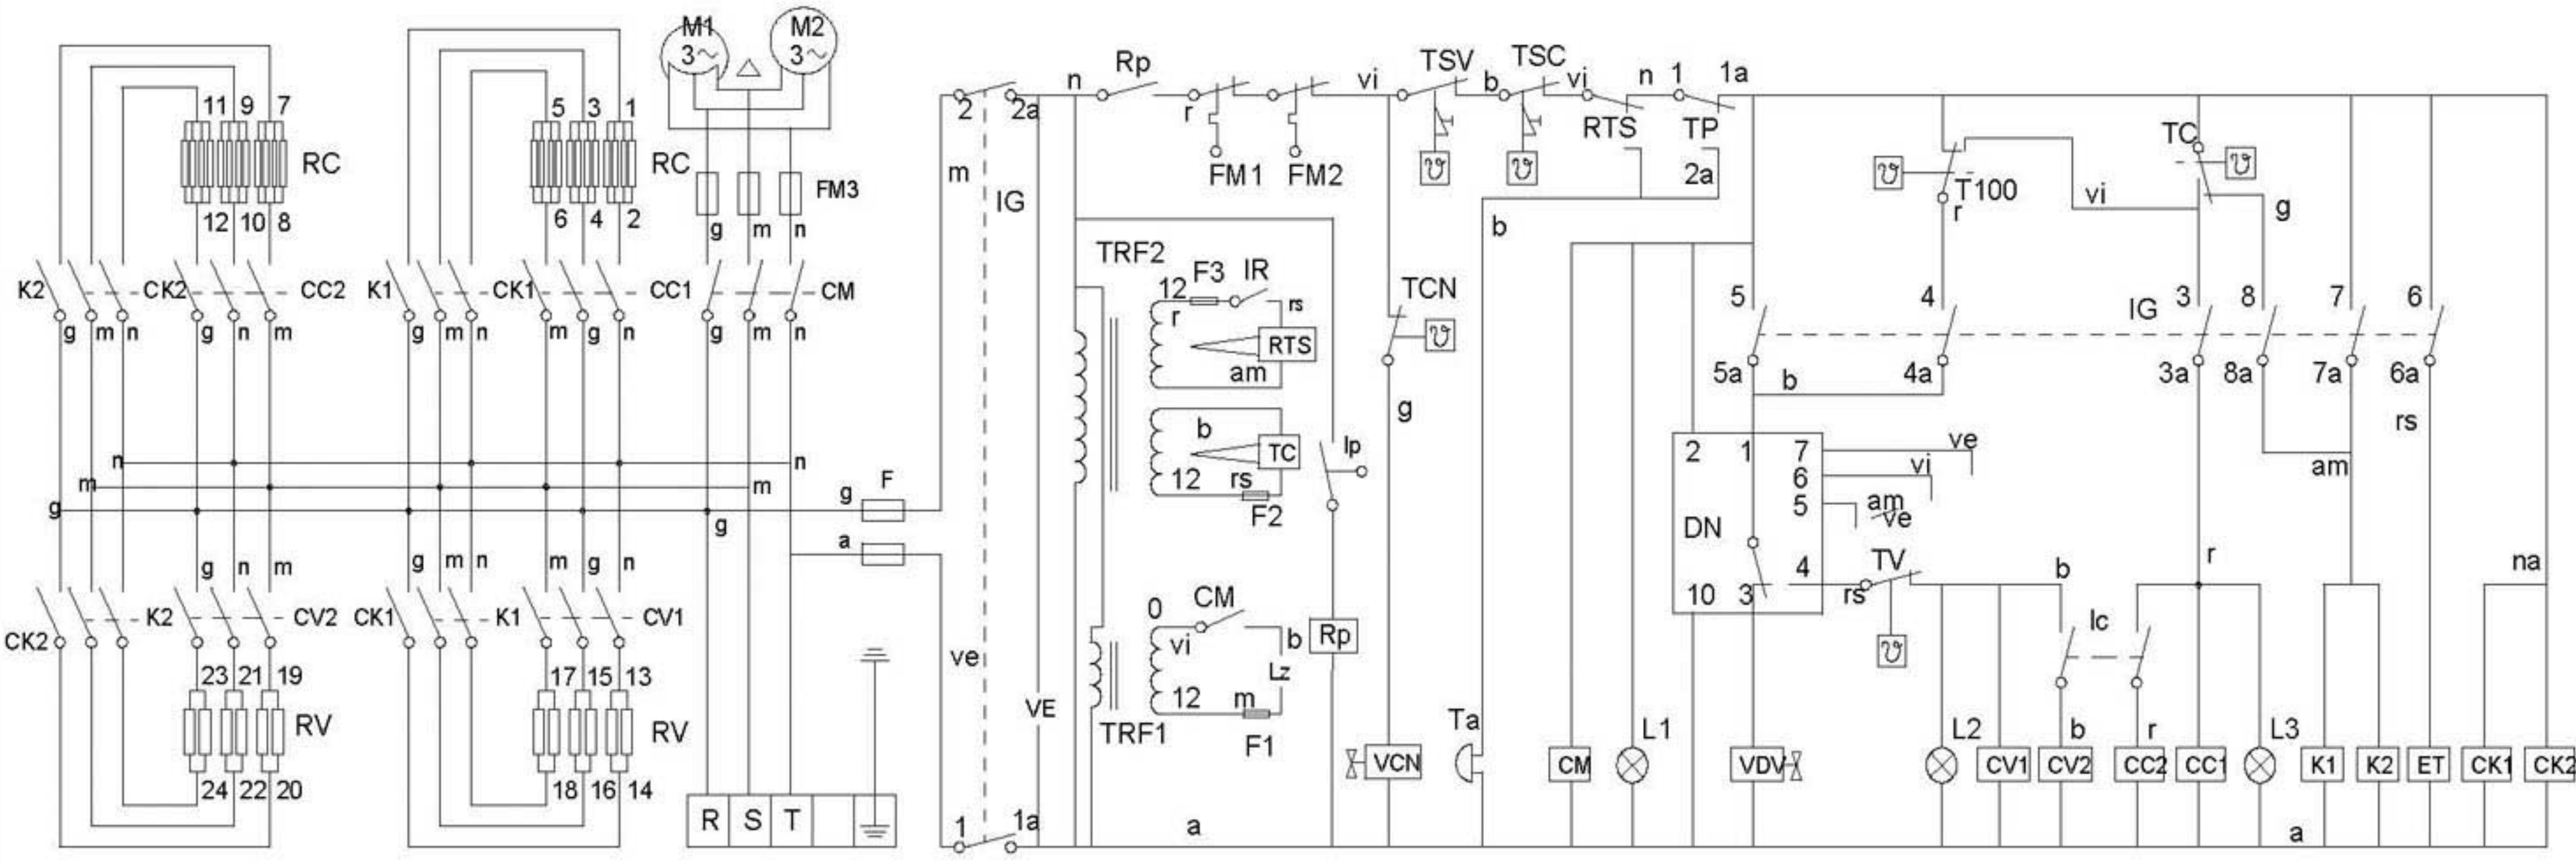 M1 M2
3~ 3~
11 9 7 5 3 1
RC RC FM3
12 10 8 6 4 2
g m n
K2 CK2 CC2 K1 CK1 CC1 CM
g m n g n m g m n m g n g m n
n n
m m
g g
g F
a
g n m g m n m g n
CK2 K2 CV2 CK1 K1 CV1
23 21 19 17 15 13
RV RV
24 22 20 18 16 14
R S T
2 2a n Rp r vi TSV b TSC vi n 1 1a
m IG FM1 FM2 ϑ ϑ RTS TP
2a
b
ϑ T100 r vi TC ϑ g
TRF2
12 F3 IR
r rs
RTS
am
b TC
12 rs
F2
Ip
TCN
ϑ
g
5 4 IG 3 8 7 6
5a b 4a 3a 8a 7a 6a
rs
am
2 1 7 ve
6 vi
5 am
ve
DN
10 3 4 rs TV
ϑ
b Ic r na
0 CM
vi b
Lz
12 m
F1
TRF1
Rp
ve VE
Ta L1 L2 b r L3
VCN CM VDV CV1 CV2 CC2 CC1 K1 K2 ET CK1 CK2
1 1a a a